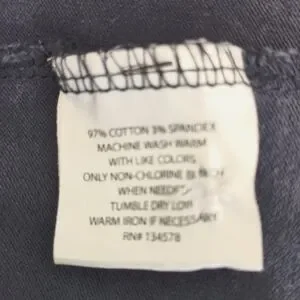 97% COTTON 3% SPANDEX
MACHINE WASH WARM
WITH LIKE COLORS
ONLY NON-CHLORINE
WHEN NEEDED
TUMBLE DRY LOW
WARM IRON IF NECESSARY
RN# 134578